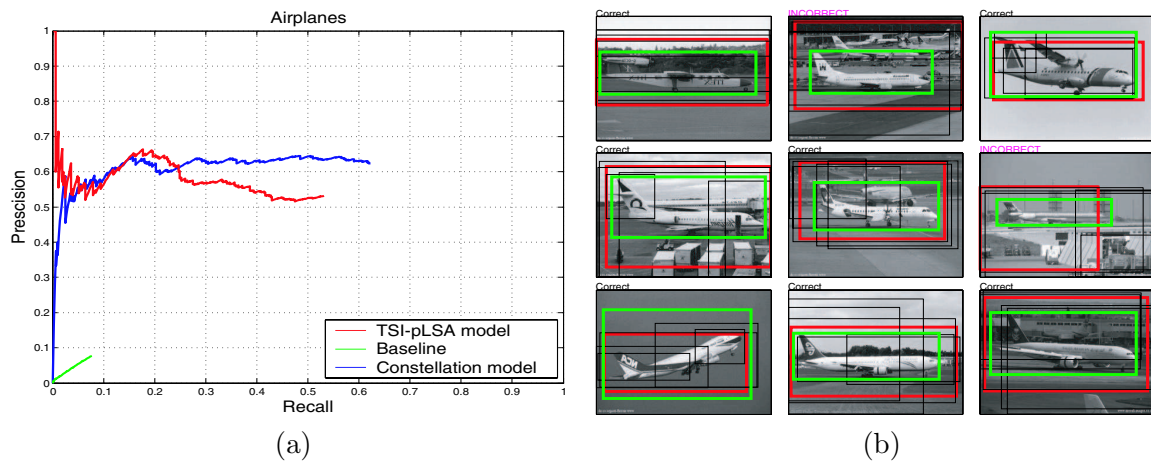 Airplanes
Prescision
1
0.9
0.8
0.7
0.6
0.5
0.4
0.3
0.2
0.1
0
0 0.1 0.2 0.3 0.4 0.5 0.6 0.7 0.8 0.9 1
Recall
TSI-pLSA model
Baseline
Constellation model
(a)
Correct INCORRECT Correct
Correct Correct INCORRECT
Correct Correct Correct
(b)